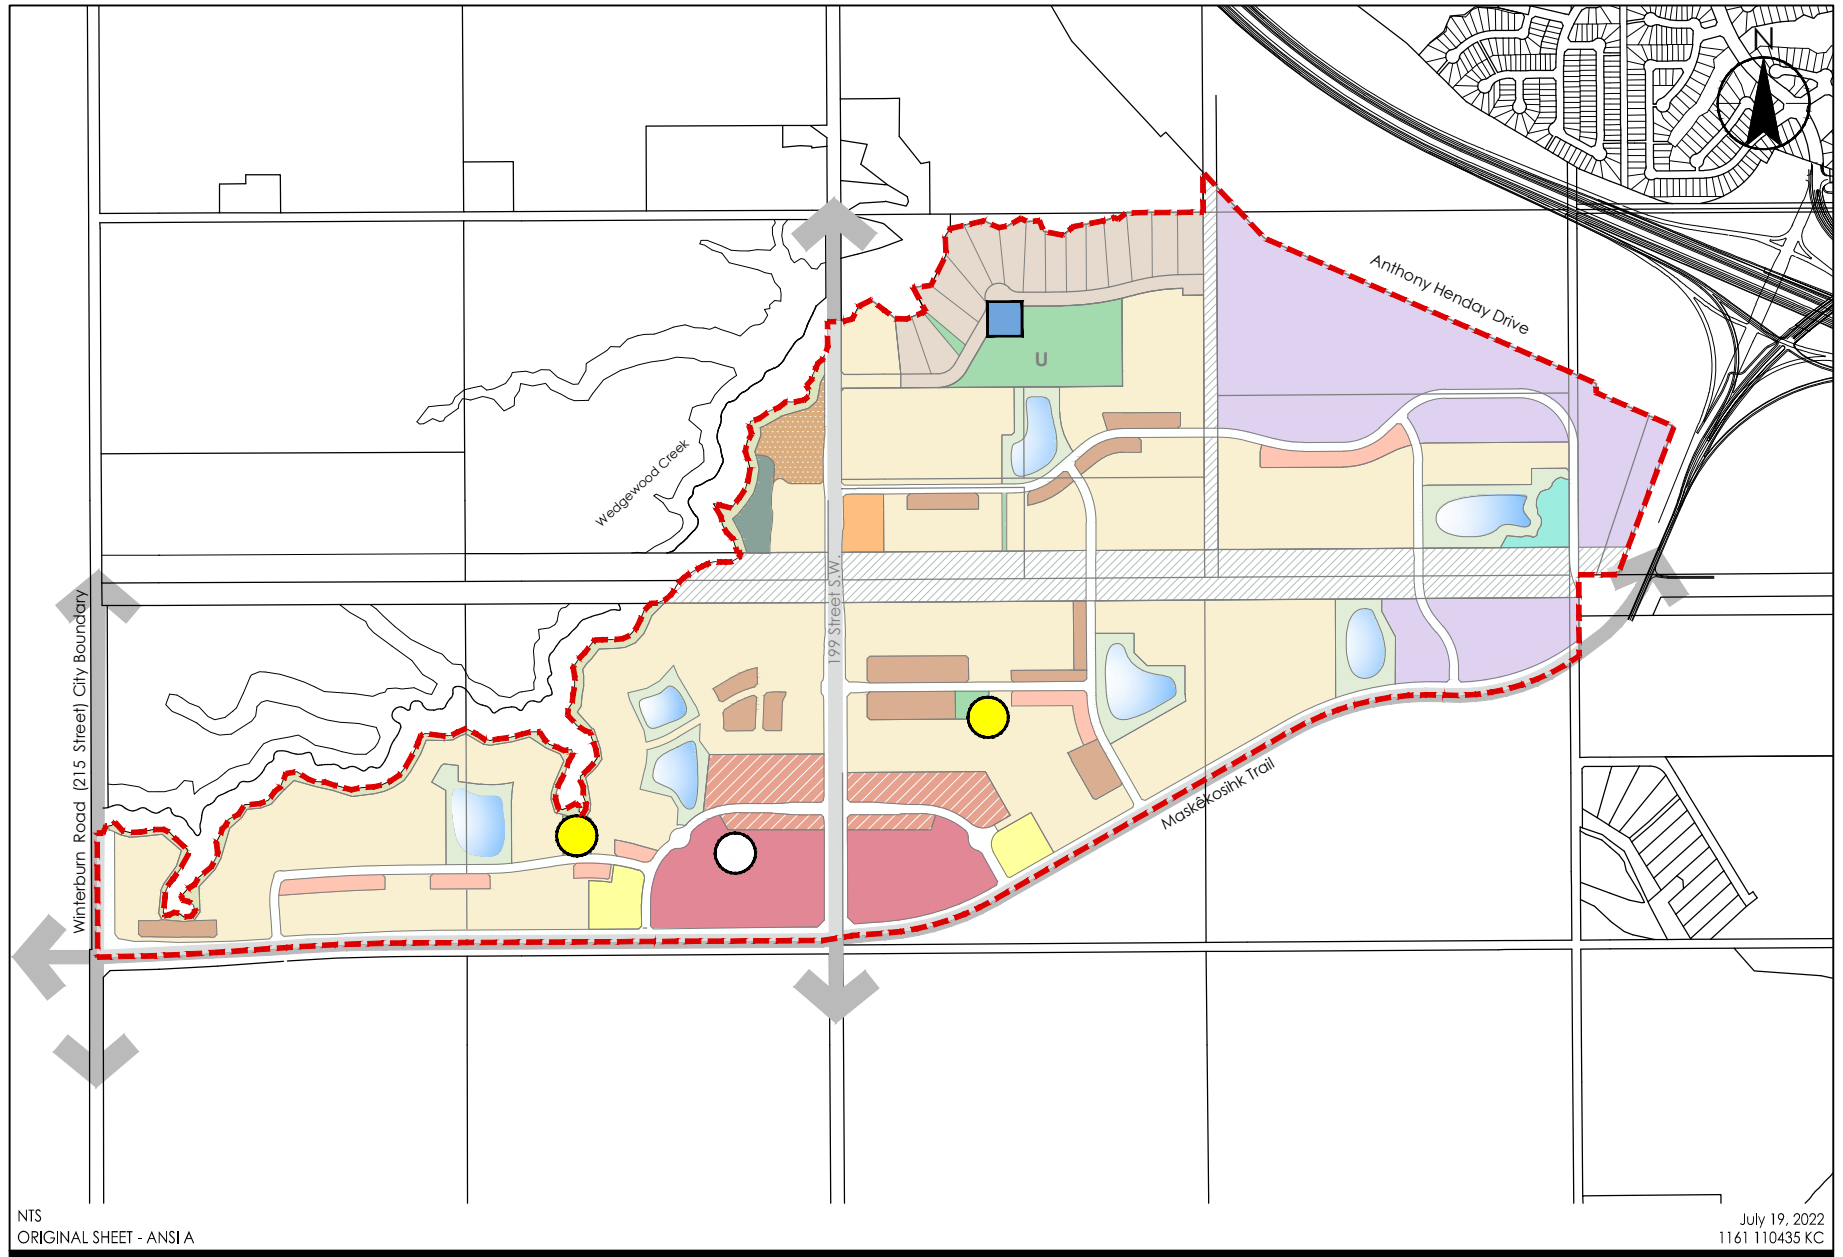 N
Anthony Henday Drive
U
Wedgewood Creek
199 Street S.W.
Winterburn Road (215 Street) City Boundary
Maskêkosihk Trail
NTS
ORIGINAL SHEET - ANSI A
July 19, 2022
1161 110435 KC